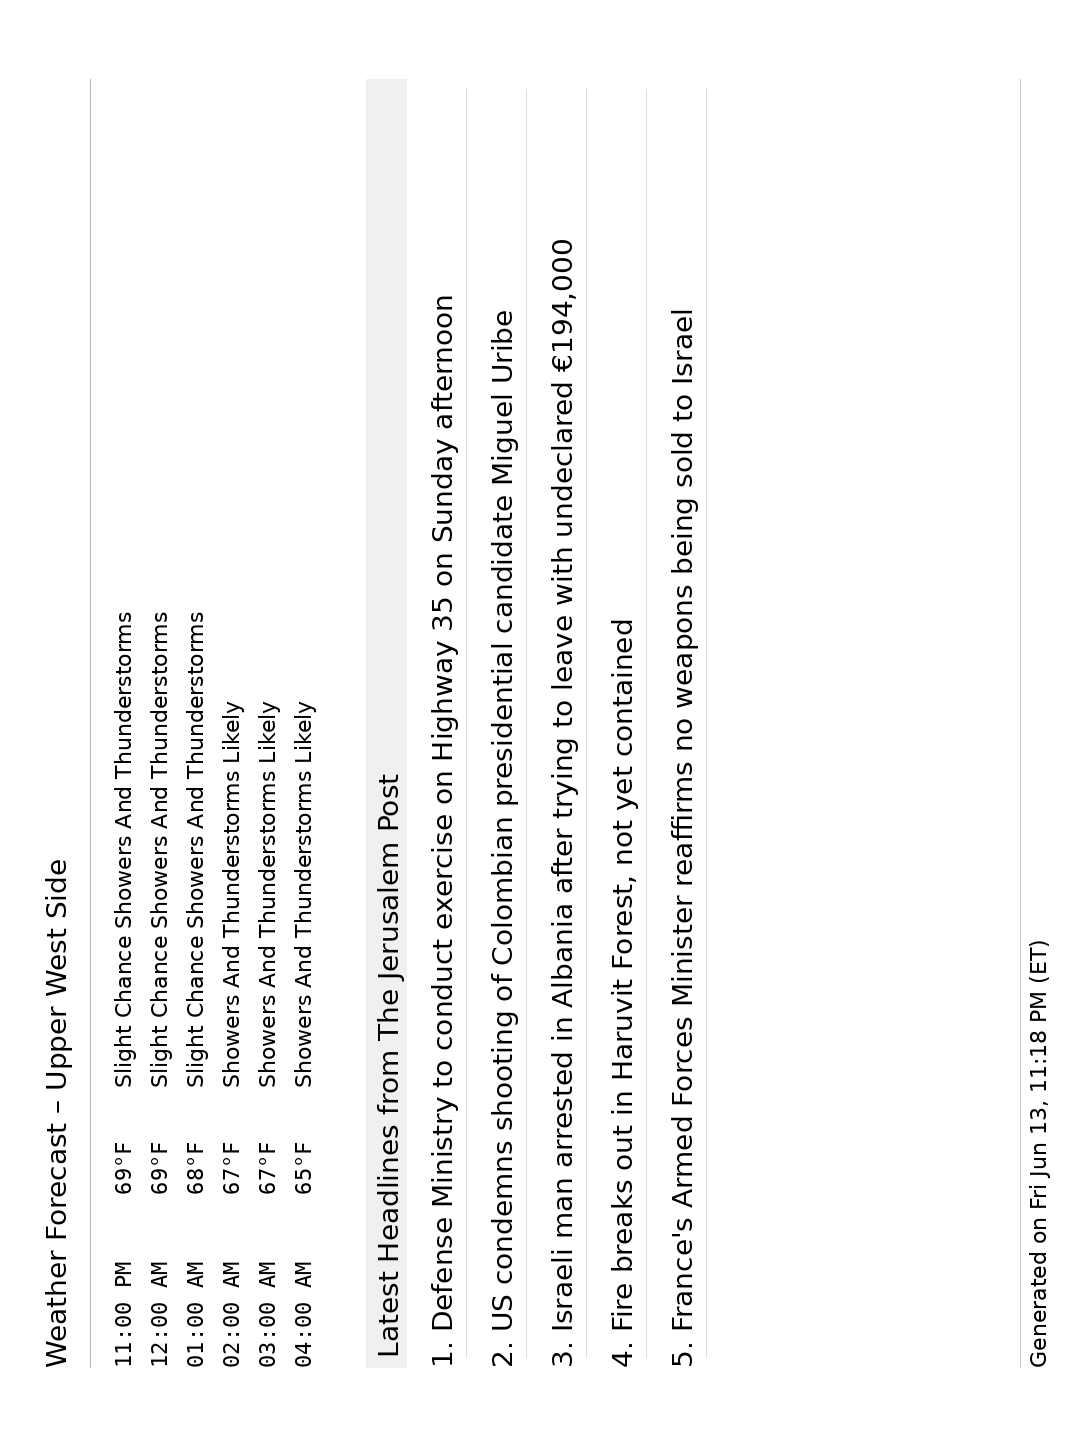 Weather Forecast – Upper West Side
11:00 PM 69°F Slight Chance Showers And Thunderstorms
12:00 AM 69°F Slight Chance Showers And Thunderstorms
01:00 AM 68°F Slight Chance Showers And Thunderstorms
02:00 AM 67°F Showers And Thunderstorms Likely
03:00 AM 67°F Showers And Thunderstorms Likely
04:00 AM 65°F Showers And Thunderstorms Likely
Latest Headlines from The Jerusalem Post
1. Defense Ministry to conduct exercise on Highway 35 on Sunday afternoon
2. US condemns shooting of Colombian presidential candidate Miguel Uribe
3. Israeli man arrested in Albania after trying to leave with undeclared €194,000
4. Fire breaks out in Haruvit Forest, not yet contained
5. France's Armed Forces Minister reaffirms no weapons being sold to Israel
Generated on Fri Jun 13, 11:18 PM (ET)